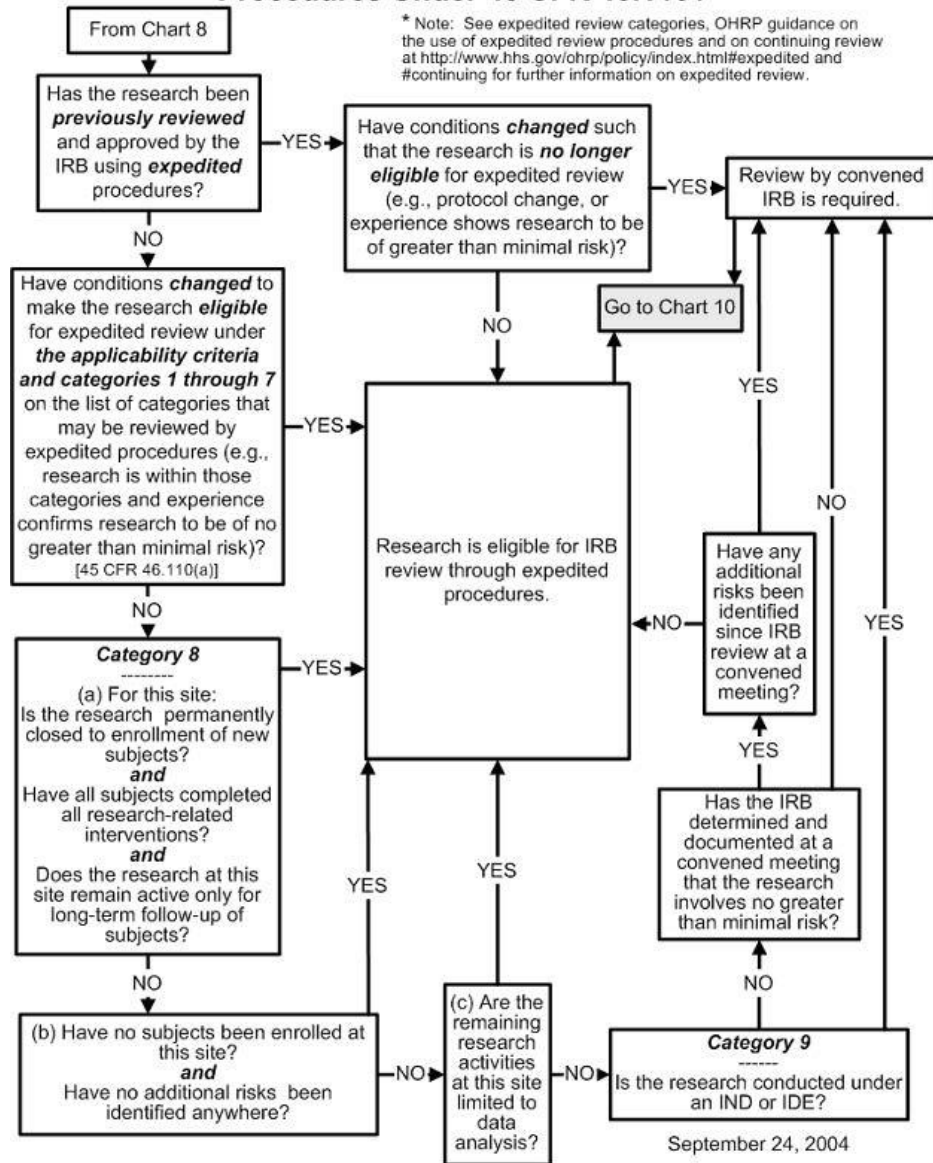 From Chart 8
* Note: See expedited review categories, OHRP guidance on
the use of expedited review procedures and on continuing review
at http://www.hhs.gov/ohrp/policy/index.html#expedited and
#continuing for further information on expedited review.
Has the research been
previously reviewed
and approved by the
IRB using expedited
procedures?
YES
Have conditions changed such
that the research is no longer
eligible for expedited review
(e.g., protocol change, or
experience shows research to be
of greater than minimal risk)?
YES
Review by convened
IRB is required.
NO
Have conditions changed to
make the research eligible
for expedited review under
the applicability criteria
and categories 1 through 7
on the list of categories that
may be reviewed by
expedited procedures (e.g.,
research is within those
categories and experience
confirms research to be of no
greater than minimal risk)?
[45 CFR 46.110(a)]
YES
NO
Go to Chart 10
Research is eligible for IRB
review through expedited
procedures.
YES
NO
YES
NO
Have any
additional
risks been
identified
since IRB
review at a
convened
meeting?
NO
Category 8
--------
(a) For this site:
Is the research permanently
closed to enrollment of new
subjects?
and
Have all subjects completed
all research-related
interventions?
and
Does the research at this
site remain active only for
long-term follow-up of
subjects?
YES
YES
Has the IRB
determined and
documented at a
convened meeting
that the research
involves no greater
than minimal risk?
YES
YES
NO
NO
(b) Have no subjects been enrolled at
this site?
and
Have no additional risks been
identified anywhere?
NO
(c) Are the
remaining
research
activities
at this site
limited to
data
analysis?
NO
Category 9
------
Is the research conducted under
an IND or IDE?
September 24, 2004